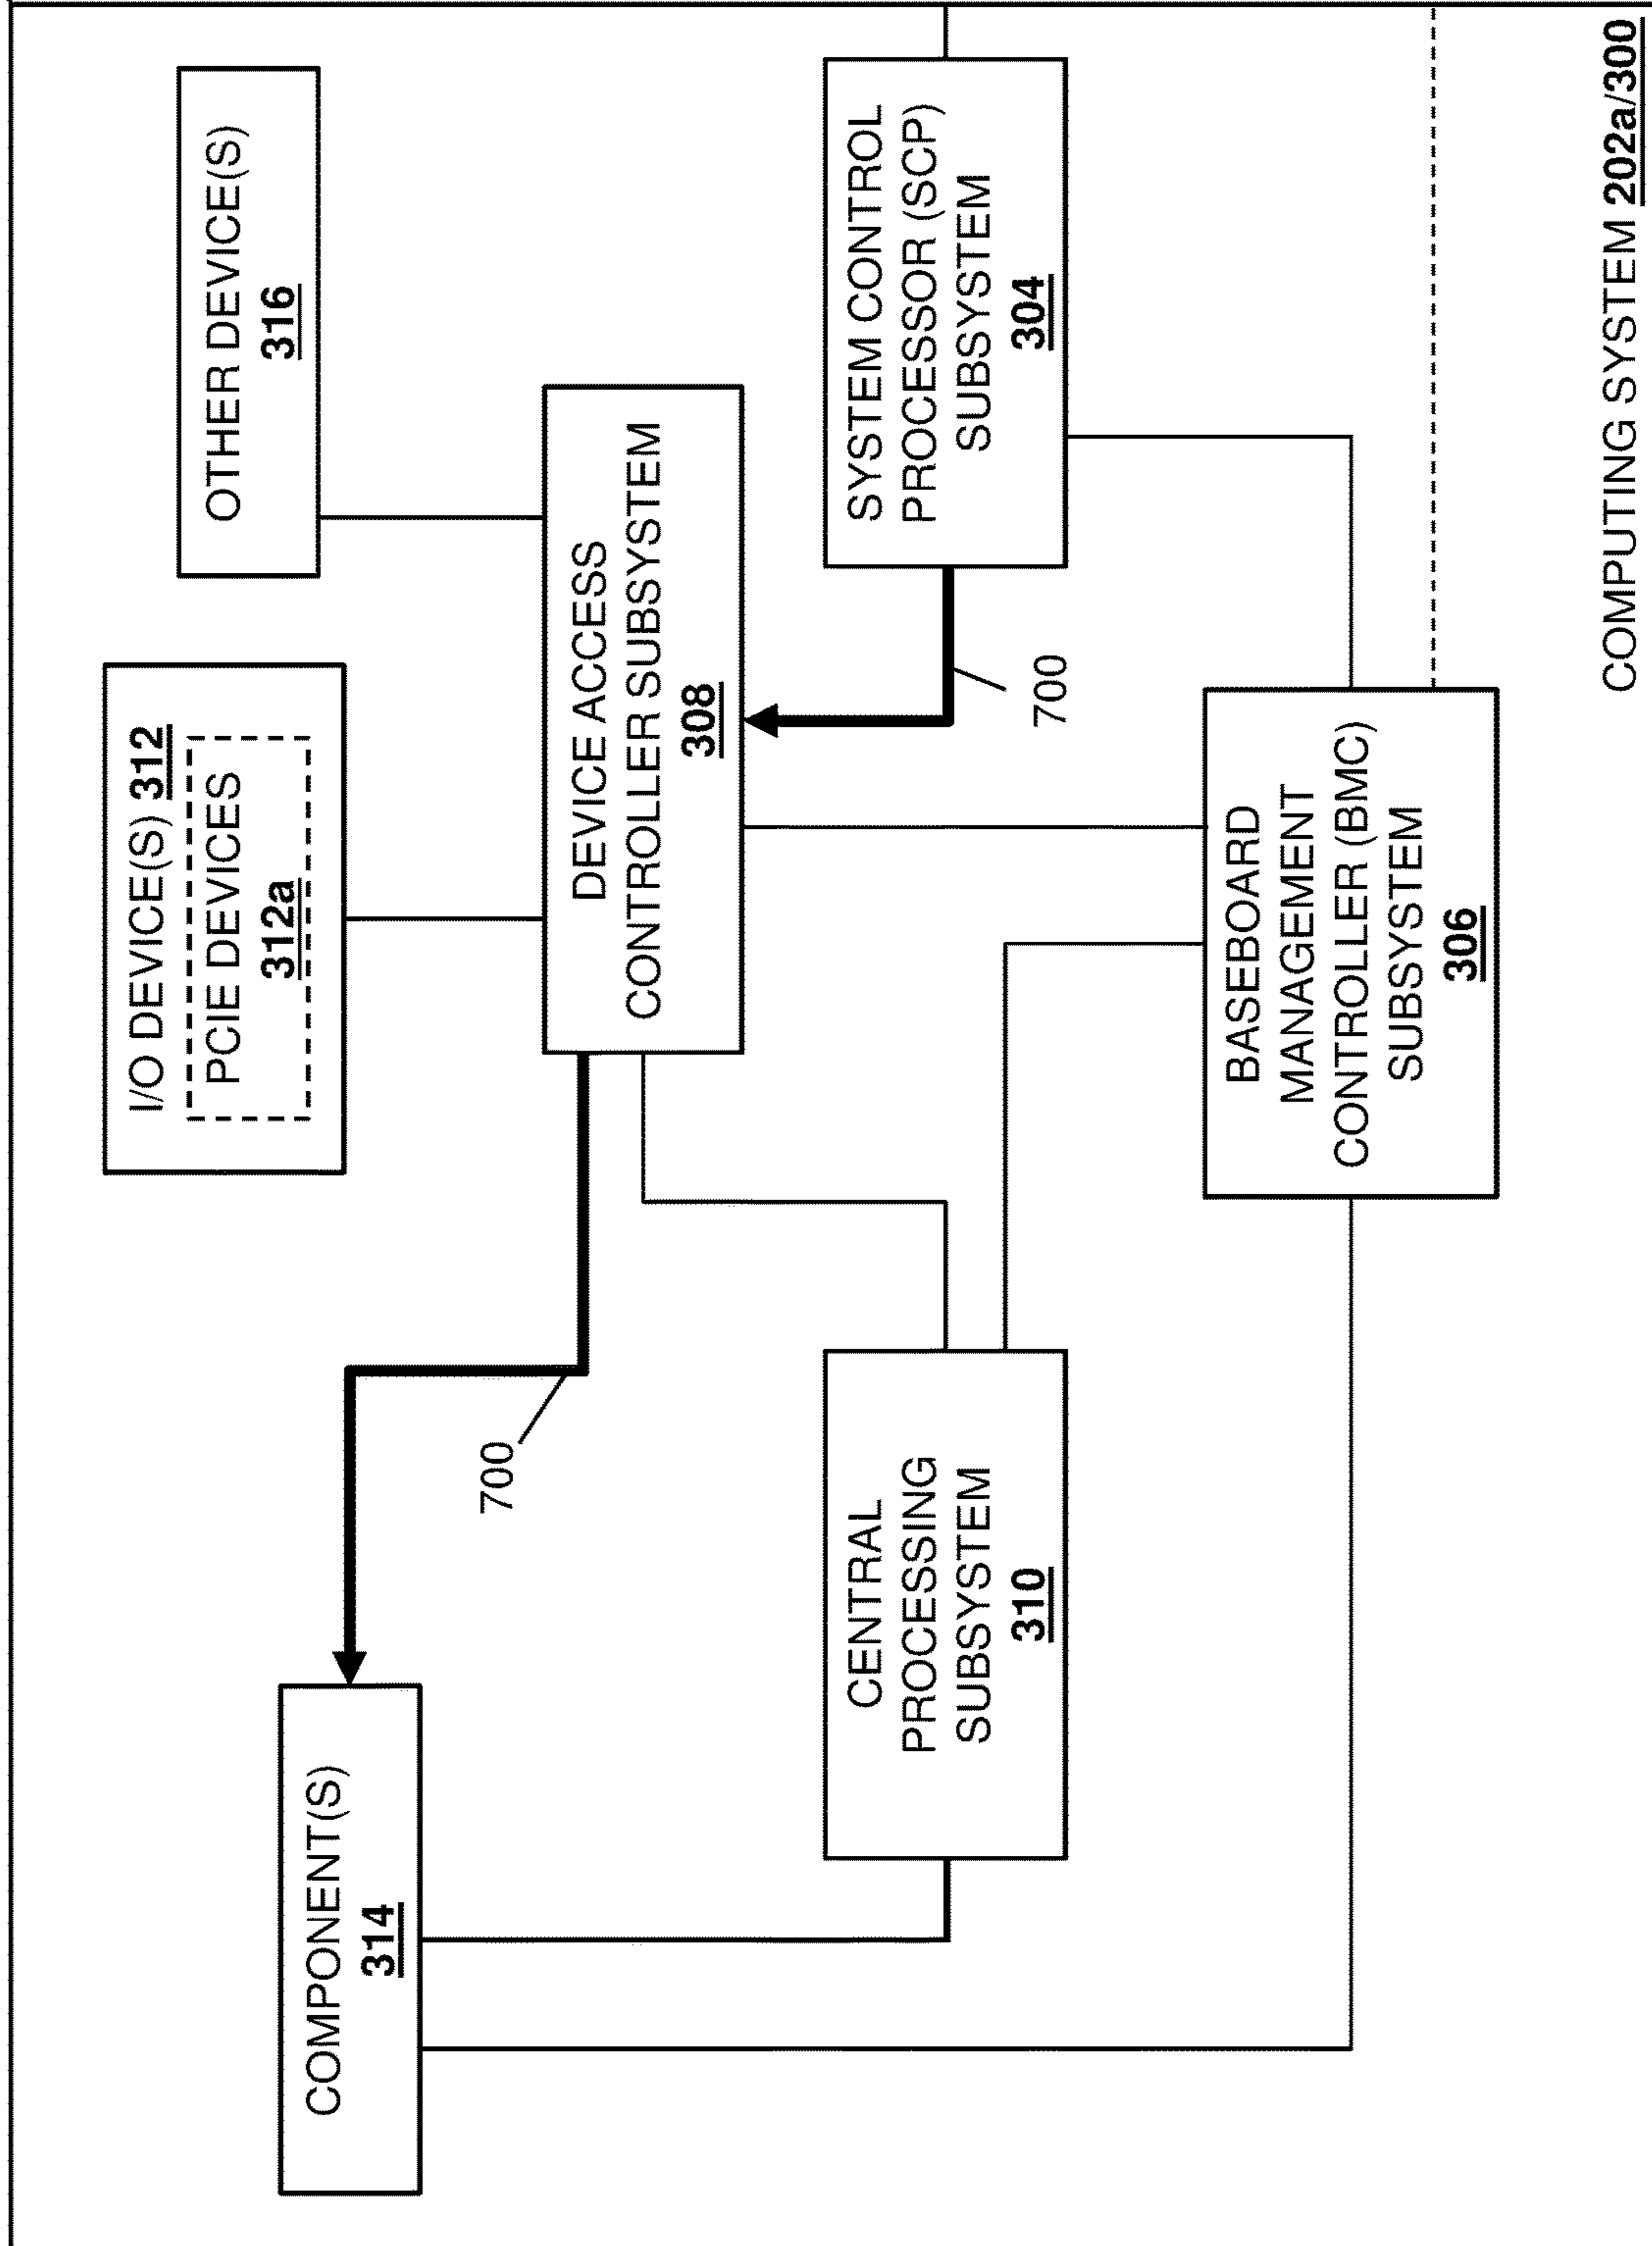 COMPONENT(S)
314
I/O DEVICE(S) 312
PCIE DEVICES
312a
OTHER DEVICE(S)
316
700
DEVICE ACCESS
CONTROLLER SUBSYSTEM
308
CENTRAL
PROCESSING
SUBSYSTEM
310
SYSTEM CONTROL
PROCESSOR (SCP)
SUBSYSTEM
304
700
BASEBOARD
MANAGEMENT
CONTROLLER (BMC)
SUBSYSTEM
306
COMPUTING SYSTEM 202a/300